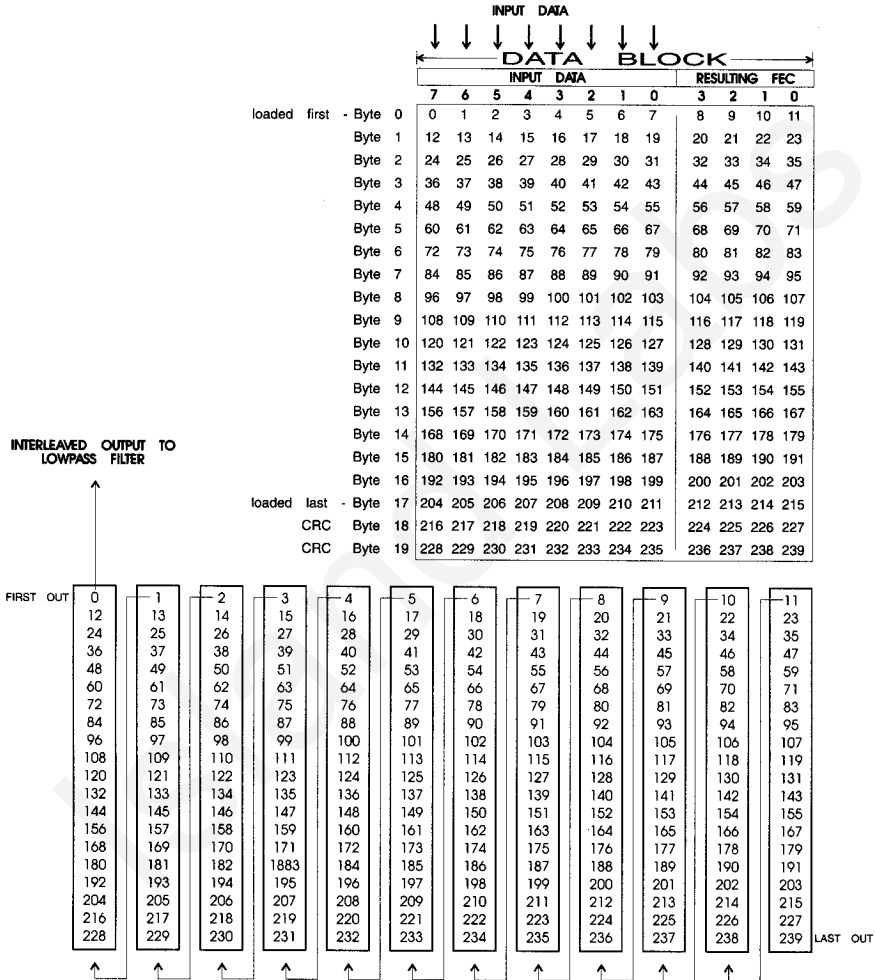 INPUT DATA
DATA BLOCK
INPUT DATA RESULTING FEC
7 6 5 4 3 2 1 0 3 2 1 0
loaded first - Byte 0 0 1 2 3 4 5 6 7 8 9 10 11
Byte 1 12 13 14 15 16 17 18 19 20 21 22 23
Byte 2 24 25 26 27 28 29 30 31 32 33 34 35
Byte 3 36 37 38 39 40 41 42 43 44 45 46 47
Byte 4 48 49 50 51 52 53 54 55 56 57 58 59
Byte 5 60 61 62 63 64 65 66 67 68 69 70 71
Byte 6 72 73 74 75 76 77 78 79 80 81 82 83
Byte 7 84 85 86 87 88 89 90 91 92 93 94 95
Byte 8 96 97 98 99 100 101 102 103 104 105 106 107
Byte 9 108 109 110 111 112 113 114 115 116 117 118 119
Byte 10 120 121 122 123 124 125 126 127 128 129 130 131
Byte 11 132 133 134 135 136 137 138 139 140 141 142 143
Byte 12 144 145 146 147 148 149 150 151 152 153 154 155
Byte 13 156 157 158 159 160 161 162 163 164 165 166 167
Byte 14 168 169 170 171 172 173 174 175 176 177 178 179
Byte 15 180 181 182 183 184 185 186 187 188 189 190 191
Byte 16 192 193 194 195 196 197 198 199 200 201 202 203
loaded last - Byte 17 204 205 206 207 208 209 210 211 212 213 214 215
CRC Byte 18 216 217 218 219 220 221 222 223 224 225 226 227
CRC Byte 19 228 229 230 231 232 233 234 235 236 237 238 239
INTERLEAVED OUTPUT TO
LOWPASS FILTER
FIRST OUT 0 1 2 3 4 5 6 7 8 9 10 11
12 13 14 15 16 17 18 19 20 21 22 23
24 25 26 27 28 29 30 31 32 33 34 35
36 37 38 39 40 41 42 43 44 45 46 47
48 49 50 51 52 53 54 55 56 57 58 59
60 61 62 63 64 65 66 67 68 69 70 71
72 73 74 75 76 77 78 79 80 81 82 83
84 85 86 87 88 89 90 91 92 93 94 95
96 97 98 99 100 101 102 103 104 105 106 107
108 109 110 111 112 113 114 115 116 117 118 119
120 121 122 123 124 125 126 127 128 129 130 131
132 133 134 135 136 137 138 139 140 141 142 143
144 145 146 147 148 149 150 151 152 153 154 155
156 157 158 159 160 161 162 163 164 165 166 167
168 169 170 171 172 173 174 175 176 177 178 179
180 181 182 1883 184 185 186 187 188 189 190 191
192 193 194 195 196 197 198 199 200 201 202 203
204 205 206 207 208 209 210 211 212 213 214 215
216 217 218 219 220 221 222 223 224 225 226 227
228 229 230 231 232 233 234 235 236 237 238 239 LAST OUT
Island Labs